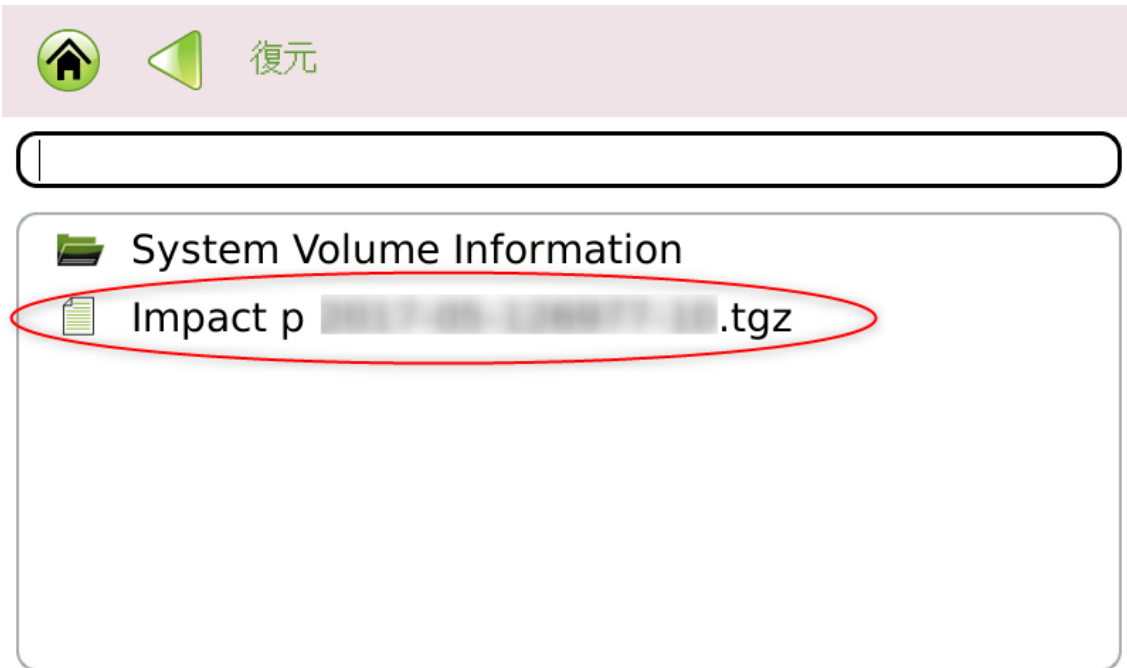 復元
System Volume Information
Impact p .tgz